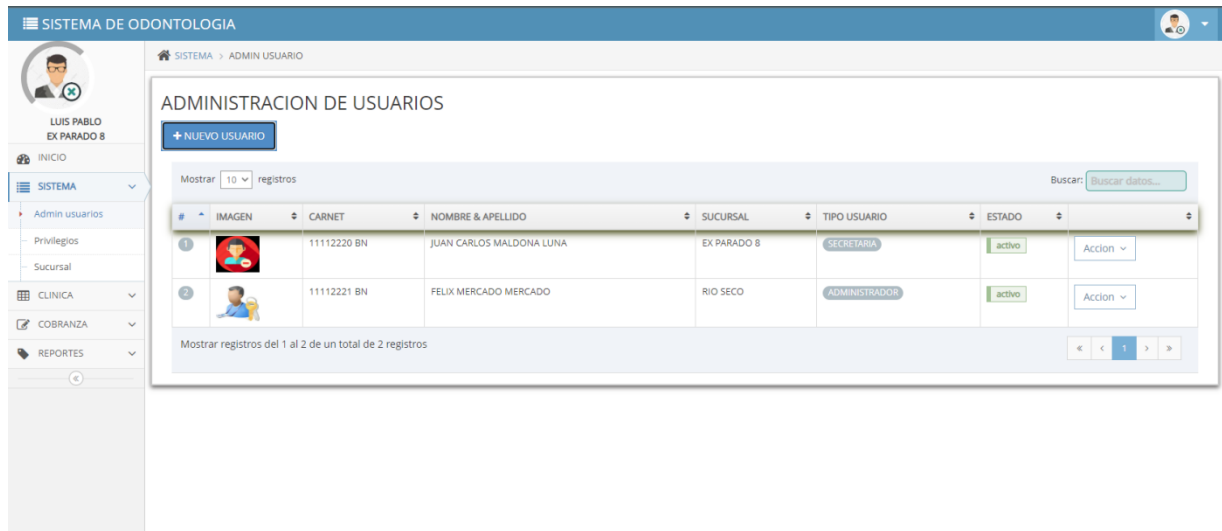 SISTEMA DE ODONTOLOGIA
LUIS PABLO
EX PARADO 8
INICIO
SISTEMA
Admin usuarios
Privilegios
Sucursal
CLINICA
COBRANZA
REPORTES
SISTEMA > ADMIN USUARIO
ADMINISTRACION DE USUARIOS
+ NUEVO USUARIO
Mostrar 10 registros Buscar: Buscar datos...
# IMAGEN CARNET NOMBRE & APELLIDO SUCURSAL TIPO USUARIO ESTADO
1 11112220 BN JUAN CARLOS MALDONA LUNA EX PARADO 8 SECRETARIA activo Accion
2 11112221 BN FELIX MERCADO MERCADO RIO SECO ADMINISTRADOR activo Accion
Mostrar registros del 1 al 2 de un total de 2 registros « < 1 > »